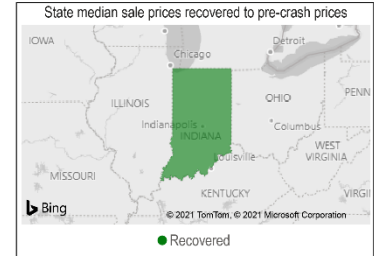 State median sale prices recovered to pre-crash prices
IOWA
Chicago
Detroit
PENN
ILLINOIS
OHIO
Indianapolis
INDIANA
Columbus
WEST
VIRGINIA
Louisville
MISSOURI
KENTUCKY
VIRGI
Bing
© 2021 TomTom, © 2021 Microsoft Corporation
Recovered